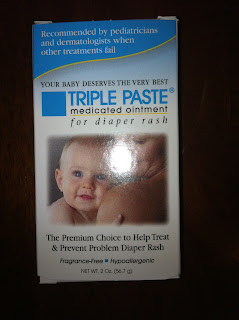 Recommended by pediatricians
and dermatologists when
other treatments fail
YOUR BABY DESERVES THE VERY BEST
TRIPLE PASTE®
medicated ointment
for diaper rash
The Premium Choice to Help Treat
& Prevent Problem Diaper Rash
Fragrance-Free • Hypoallergenic
NET WT. 2 Oz. (56.7 g)